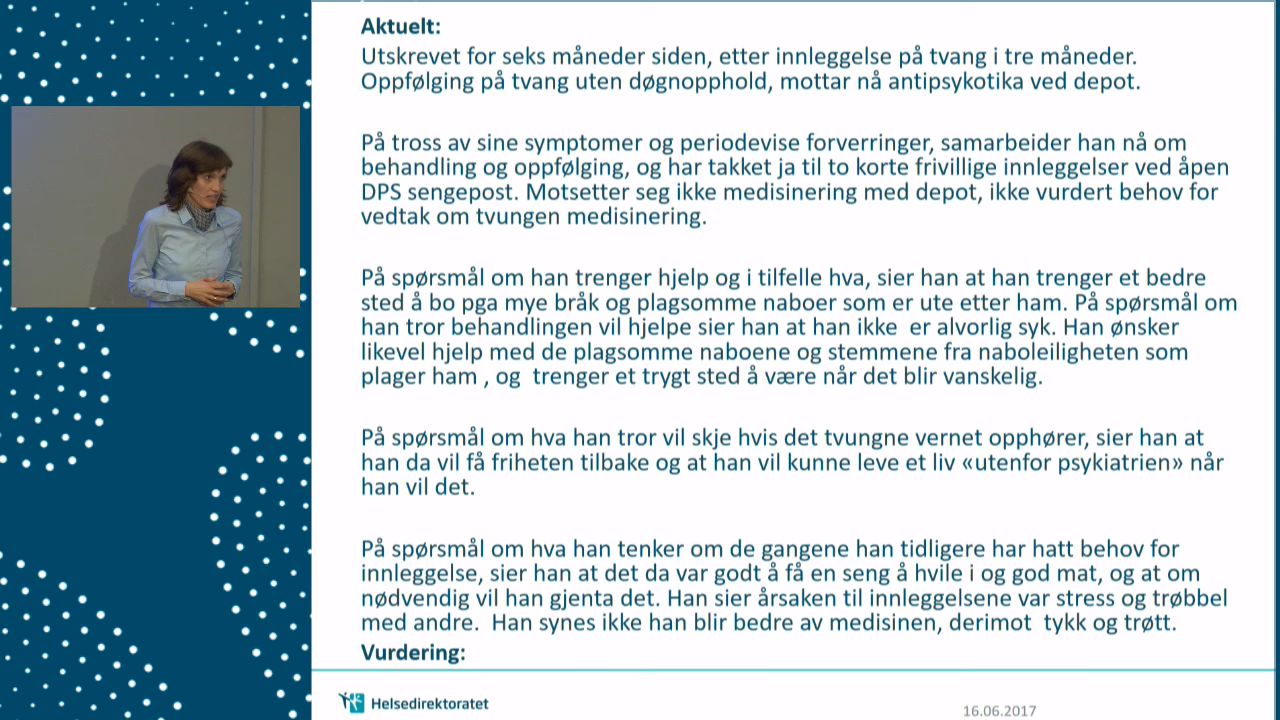 Aktuelt:
Utskrevet for seks måneder siden, etter innleggelse på tvang i tre måneder.
Oppfølging på tvang uten døgnopphold, mottar nå antipsykotika ved depot.
På tross av sine symptomer og periodevise forverringer, samarbeider han nå om
behandling og oppfølging, og har takket ja til to korte frivillige innleggelser ved åpen
DPS sengepost. Motsetter seg ikke medisinering med depot, ikke vurdert behov for
vedtak om tvungen medisinering.
På spørsmål om han trenger hjelp og i tilfelle hva, sier han at han trenger et bedre
sted å bo pga mye bråk og plagsomme naboer som er ute etter ham. På spørsmål om
han tror behandlingen vil hjelpe sier han at han ikke  er alvorlig syk. Han ønsker
likevel hjelp med de plagsomme naboene og stemmene fra naboleiligheten som
plager ham , og  trenger et trygt sted å være når det blir vanskelig.
På spørsmål om hva han tror vil skje hvis det tvungne vernet opphører, sier han at
han da vil få friheten tilbake og at han vil kunne leve et liv «utenfor psykiatrien» når
han vil det.
På spørsmål om hva han tenker om de gangene han tidligere har hatt behov for
innleggelse, sier han at det da var godt å få en seng å hvile i og god mat, og at om
nødvendig vil han gjenta det. Han sier årsaken til innleggelsene var stress og trøbbel
med andre.  Han synes ikke han blir bedre av medisinen, derimot  tykk og trøtt.
Vurdering:
Helsedirektoratet
16.06.2017